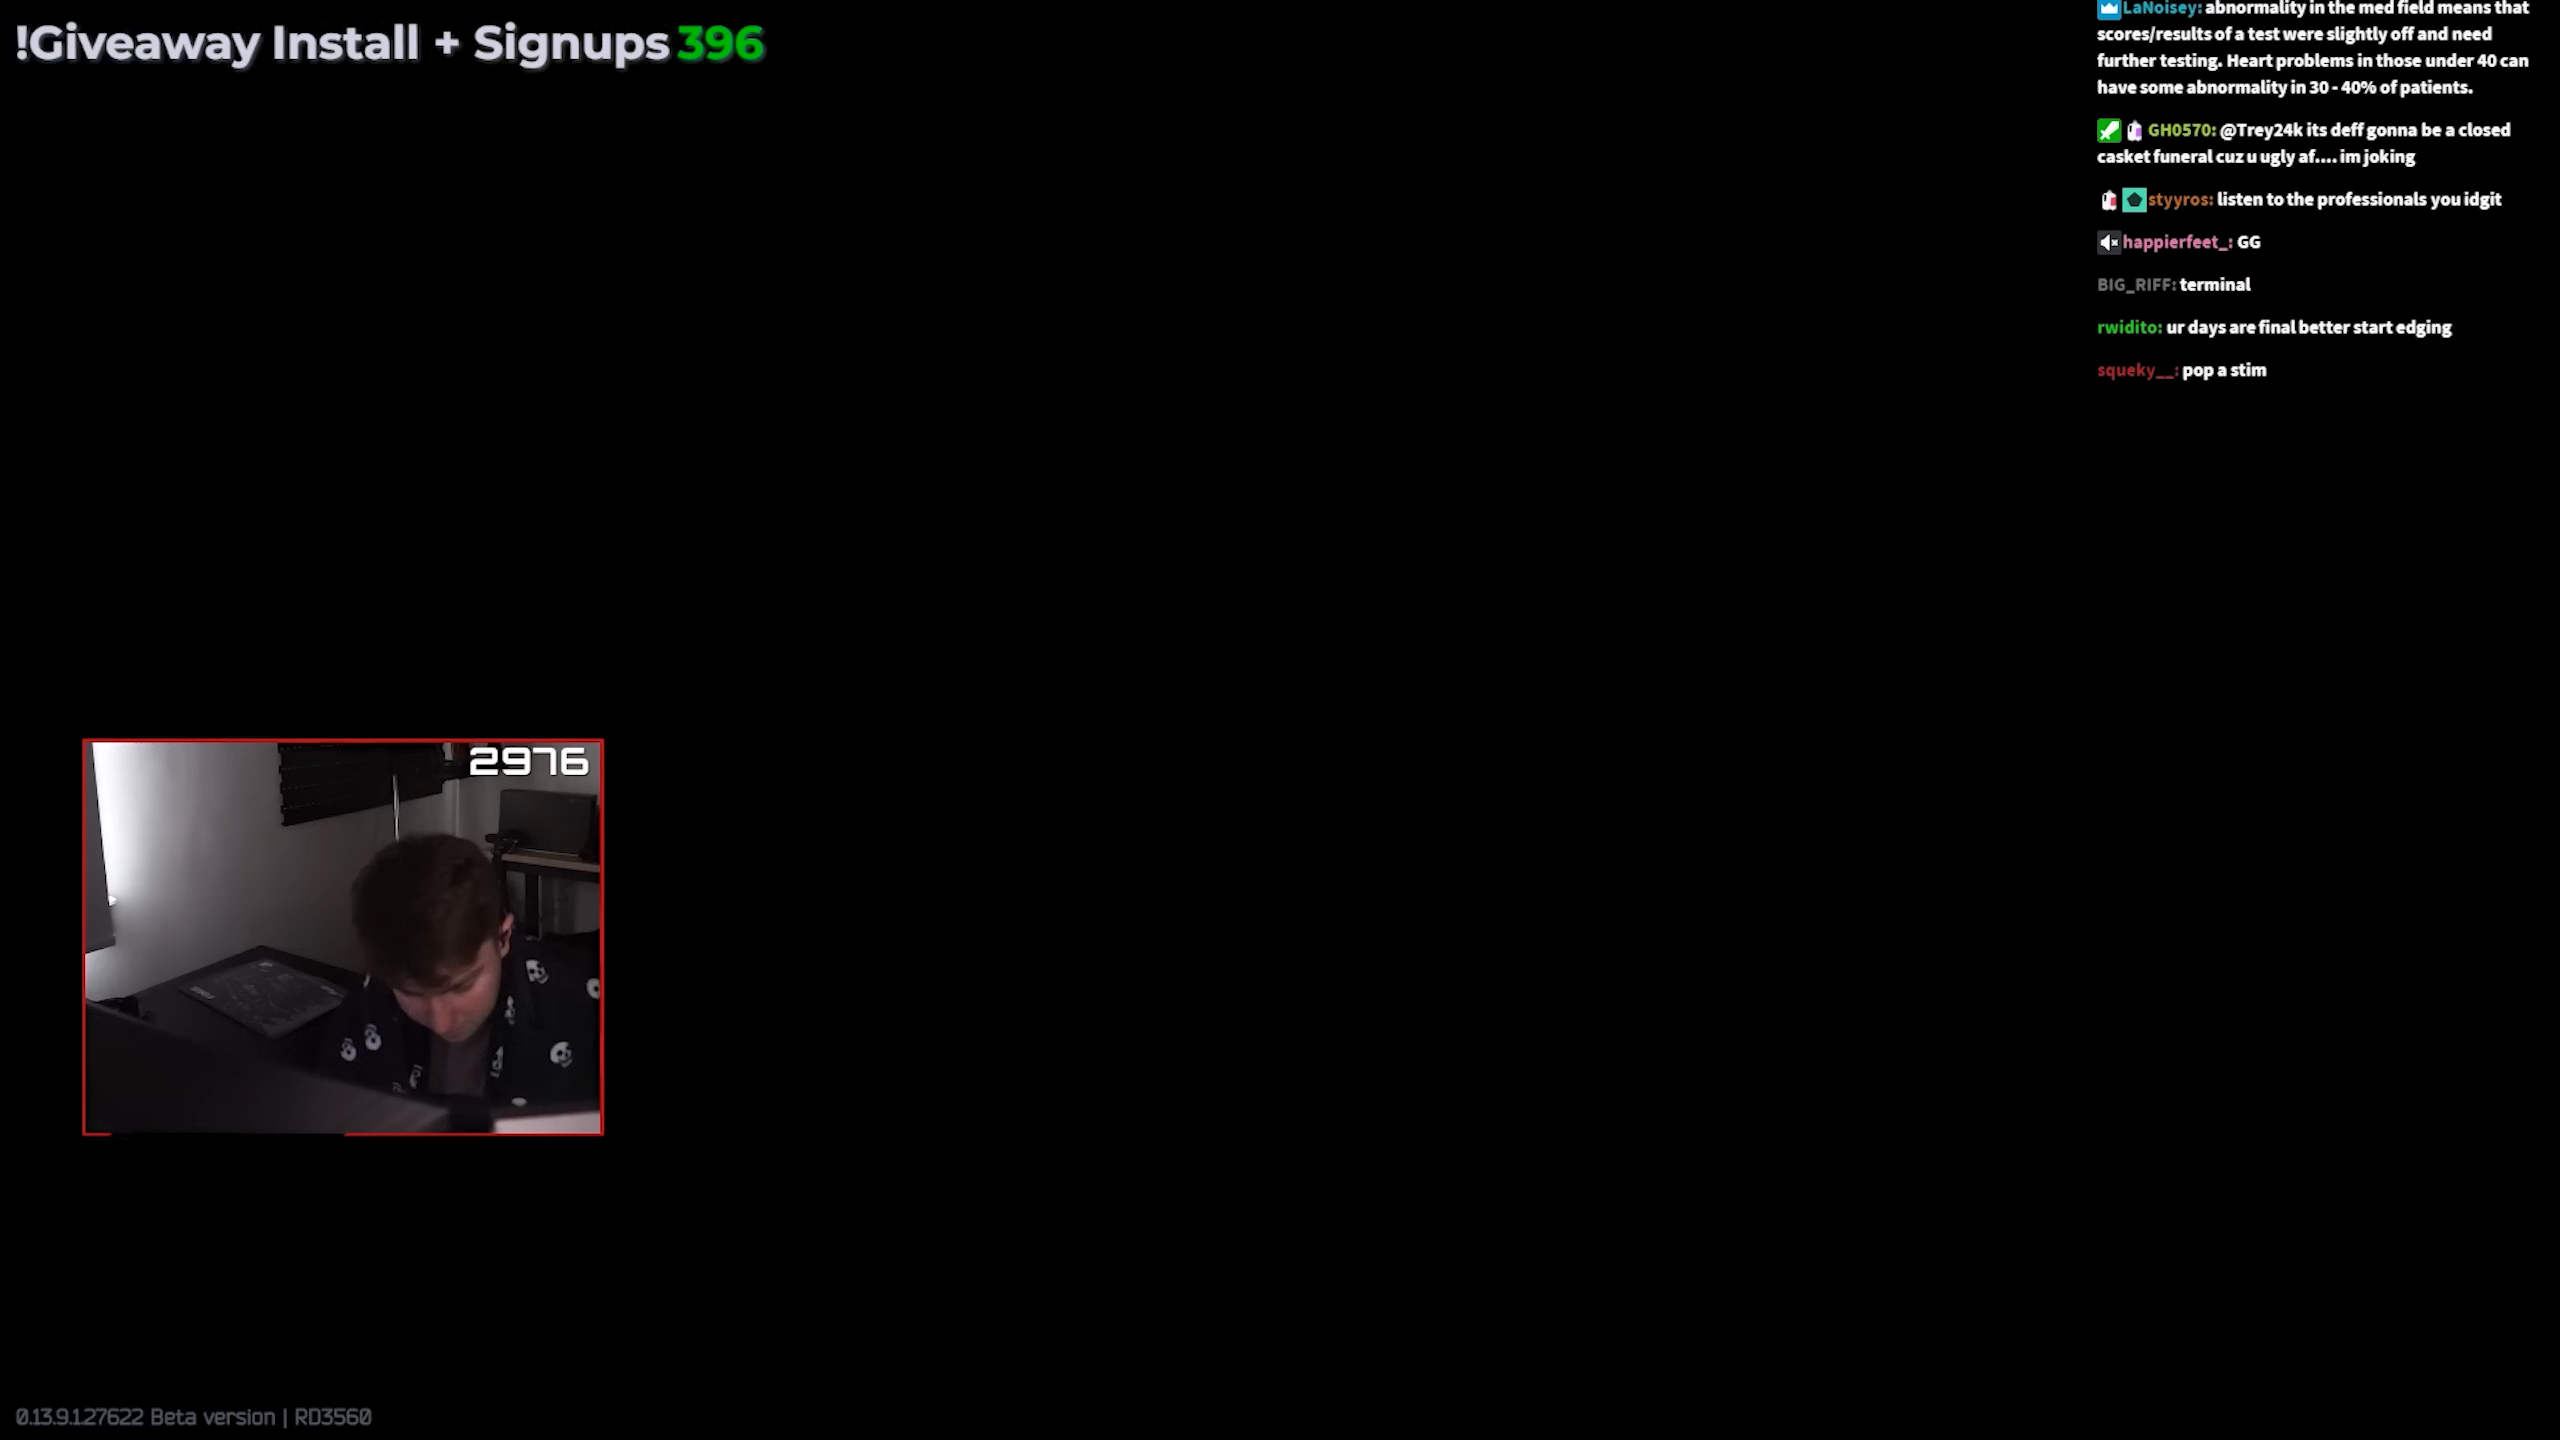 !Giveaway Install + Signups 396
LaNoisey: abnormality in the med field means that
scores/results of a test were slightly off and need
further testing. Heart problems in those under 40 can
have some abnormality in 30 - 40% of patients.
GH0570: @Trey24k its deff gonna be a closed
casket funeral cuz u ugly af.... im joking
styyros: listen to the professionals you idgit
happierfeet_: GG
BIG_RIFF: terminal
rwidito: ur days are final better start edging
squeky__: pop a stim
2976
0.13.9.1.27622 Beta version | RD3560